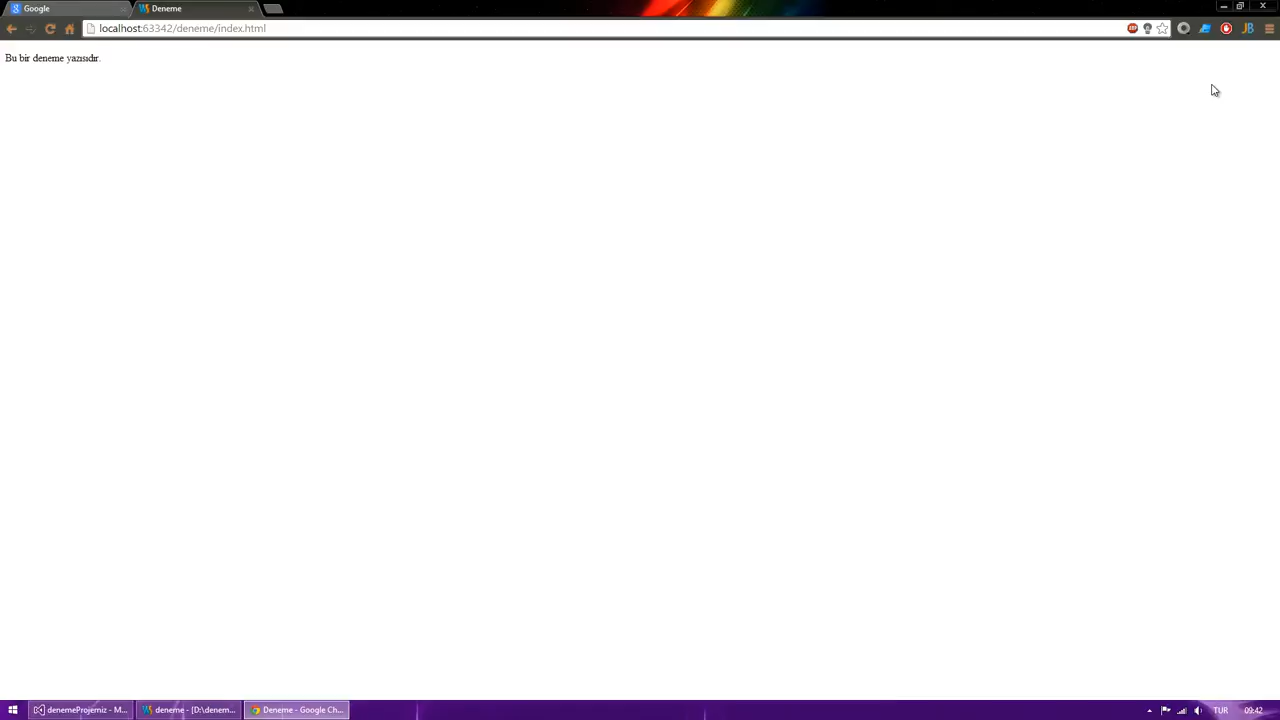 Google
Deneme
localhost:63342/deneme/index.html
JB
Bu bir deneme yazısıdır.
denemeProjemiz - M...
deneme - [D:\denem...
Deneme - Google Ch...
TUR
09:42